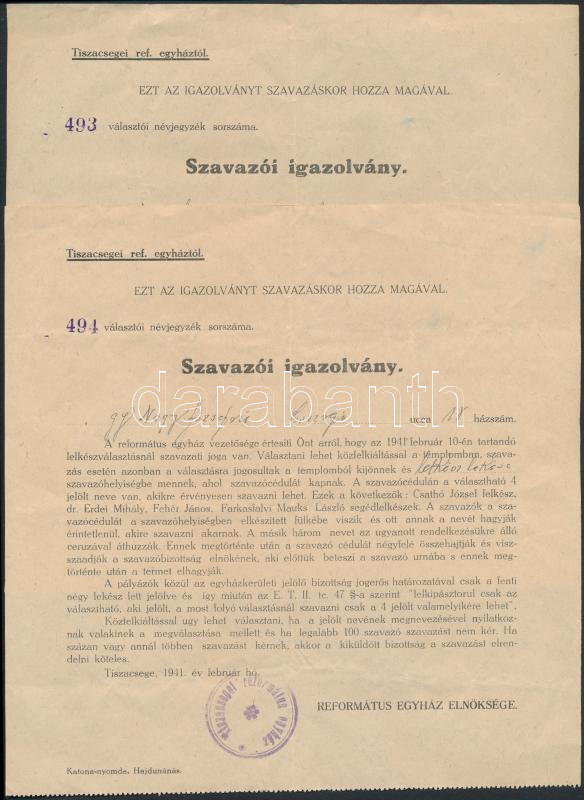 Tiszacsegei ref. egyháztól.
EZT AZ IGAZOLVÁNYT SZAVAZÁSKOR HOZZA MAGÁVAL.
493 választói névjegyzék sorszáma.
Szavazói igazolvány.
Tiszacsegei ref. egyháztól.
EZT AZ IGAZOLVÁNYT SZAVAZÁSKOR HOZZA MAGÁVAL.
494 választói névjegyzék sorszáma.
Szavazói igazolvány.
darabanth
Nagy ucca 18 házszám.
A református egyház vezetősége értesiti Önt arról, hogy az 1941 február 10-én tartandó
lelkészválasztásnál szavazati joga van. Választani lehet közfelkiáltással a templomban, szava-
zás esetén azonban a választásra jogosultak a templomból kijönnek és
szavazóhelyiségbe mennek, ahol szavazócédulát kapnak. A szavazócédulán a választható 4
jelölt neve van, akikre érvényesen szavazni lehet. Ezek a következők: Csathó József lelkész,
dr. Erdei Mihály, Fehér János, Farkasfalvi Mauks László segédlelkészek. A szavazók a sza-
vazócédulát a szavazóhelyiségben elkészitett fülkébe viszik és ott annak a nevét hagyják
érintetlenül, akire szavazni akarnak. A másik három nevet az ugyanott rendelkezésükre álló
ceruzával áthuzzák. Ennek megtörténte után a szavazó cédulát négyfelé összehajtják és visz-
szaadják a szavazóbizottság elnökének, aki előttük beteszi a szavazó urnába s ennek meg-
történte után a termet elhagyják.
A pályázók közül az egyházkerületi jelölő bizottság jogerős határozatával csak a fenti
négy lekész lett jelölve és igy miután az E. T. II. tc. 47 §-a szerint "lelkipásztorul csak az
választható, aki jelölt, a most folyó választásnál szavazni csak a 4 jelölt valamelyikére lehet".
Közfelkiáltással ugy lehet választani, ha a jelölt nevének megnevezésével nyilatkoz-
nak valakinek a megválasztása mellett és ha legalább 100 szavazó szavazást nem kér. Ha
százan vagy annál többen szavazást kérnek, akkor a kiküldött bizottság a szavazást elren-
delni köteles.
Tiszacsege, 1941. év február hó.
REFORMÁTUS EGYHÁZ ELNÖKSÉGE.
Katona-nyomda, Hajdunánás.